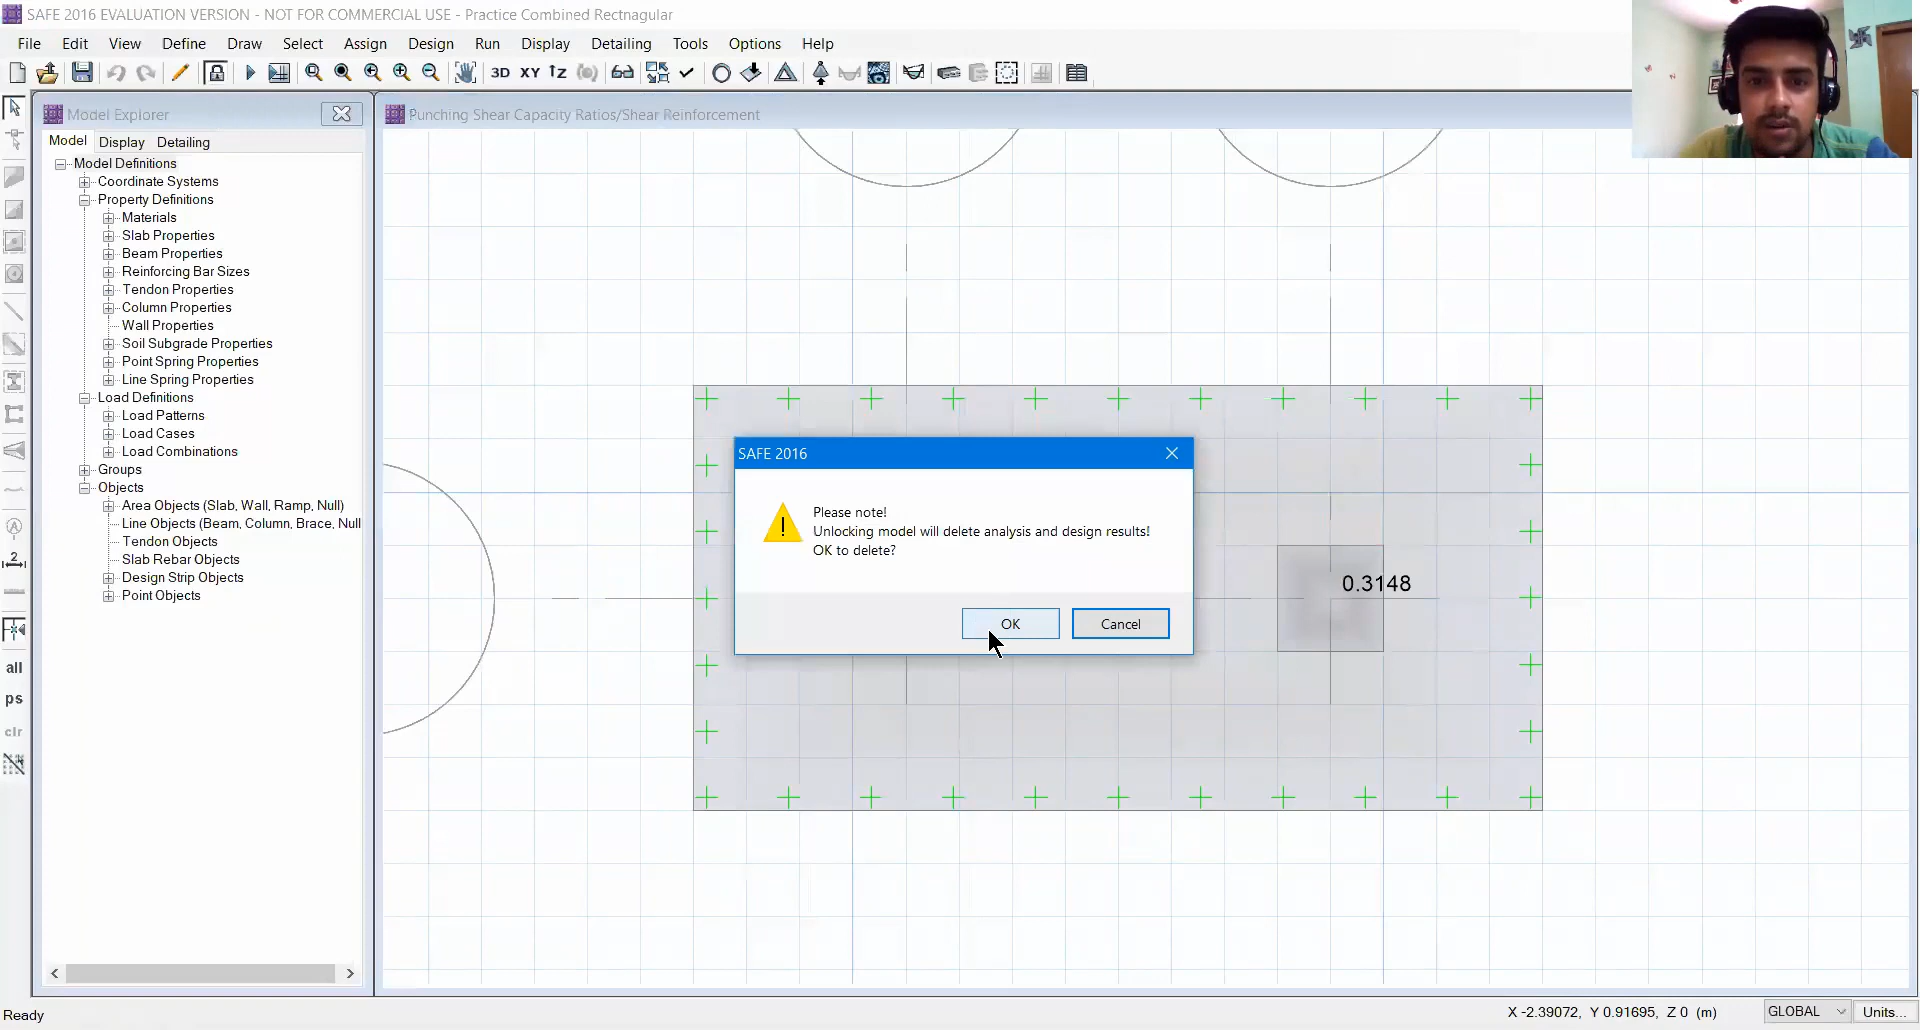 SAFE 2016 EVALUATION VERSION - NOT FOR COMMERCIAL USE - Practice Combined Rectnagular
File Edit View Define Draw Select Assign Design Run Display Detailing Tools Options Help
3D XY
Model Explorer
Punching Shear Capacity Ratios/Shear Reinforcement
Model Display Detailing
Model Definitions
Coordinate Systems
Property Definitions
Materials
Slab Properties
Beam Properties
Reinforcing Bar Sizes
Tendon Properties
Column Properties
Wall Properties
Soil Subgrade Properties
Point Spring Properties
Line Spring Properties
Load Definitions
Load Patterns
Load Cases
Load Combinations
Groups
Objects
Area Objects (Slab, Wall, Ramp, Null)
Line Objects (Beam, Column, Brace, Null
Tendon Objects
Slab Rebar Objects
Design Strip Objects
Point Objects
2
all
ps
clr
SAFE 2016
Please note!
Unlocking model will delete analysis and design results!
OK to delete?
OK Cancel
0.3148
Ready
X -2.39072, Y 0.91695, Z 0 (m)
GLOBAL
Units...